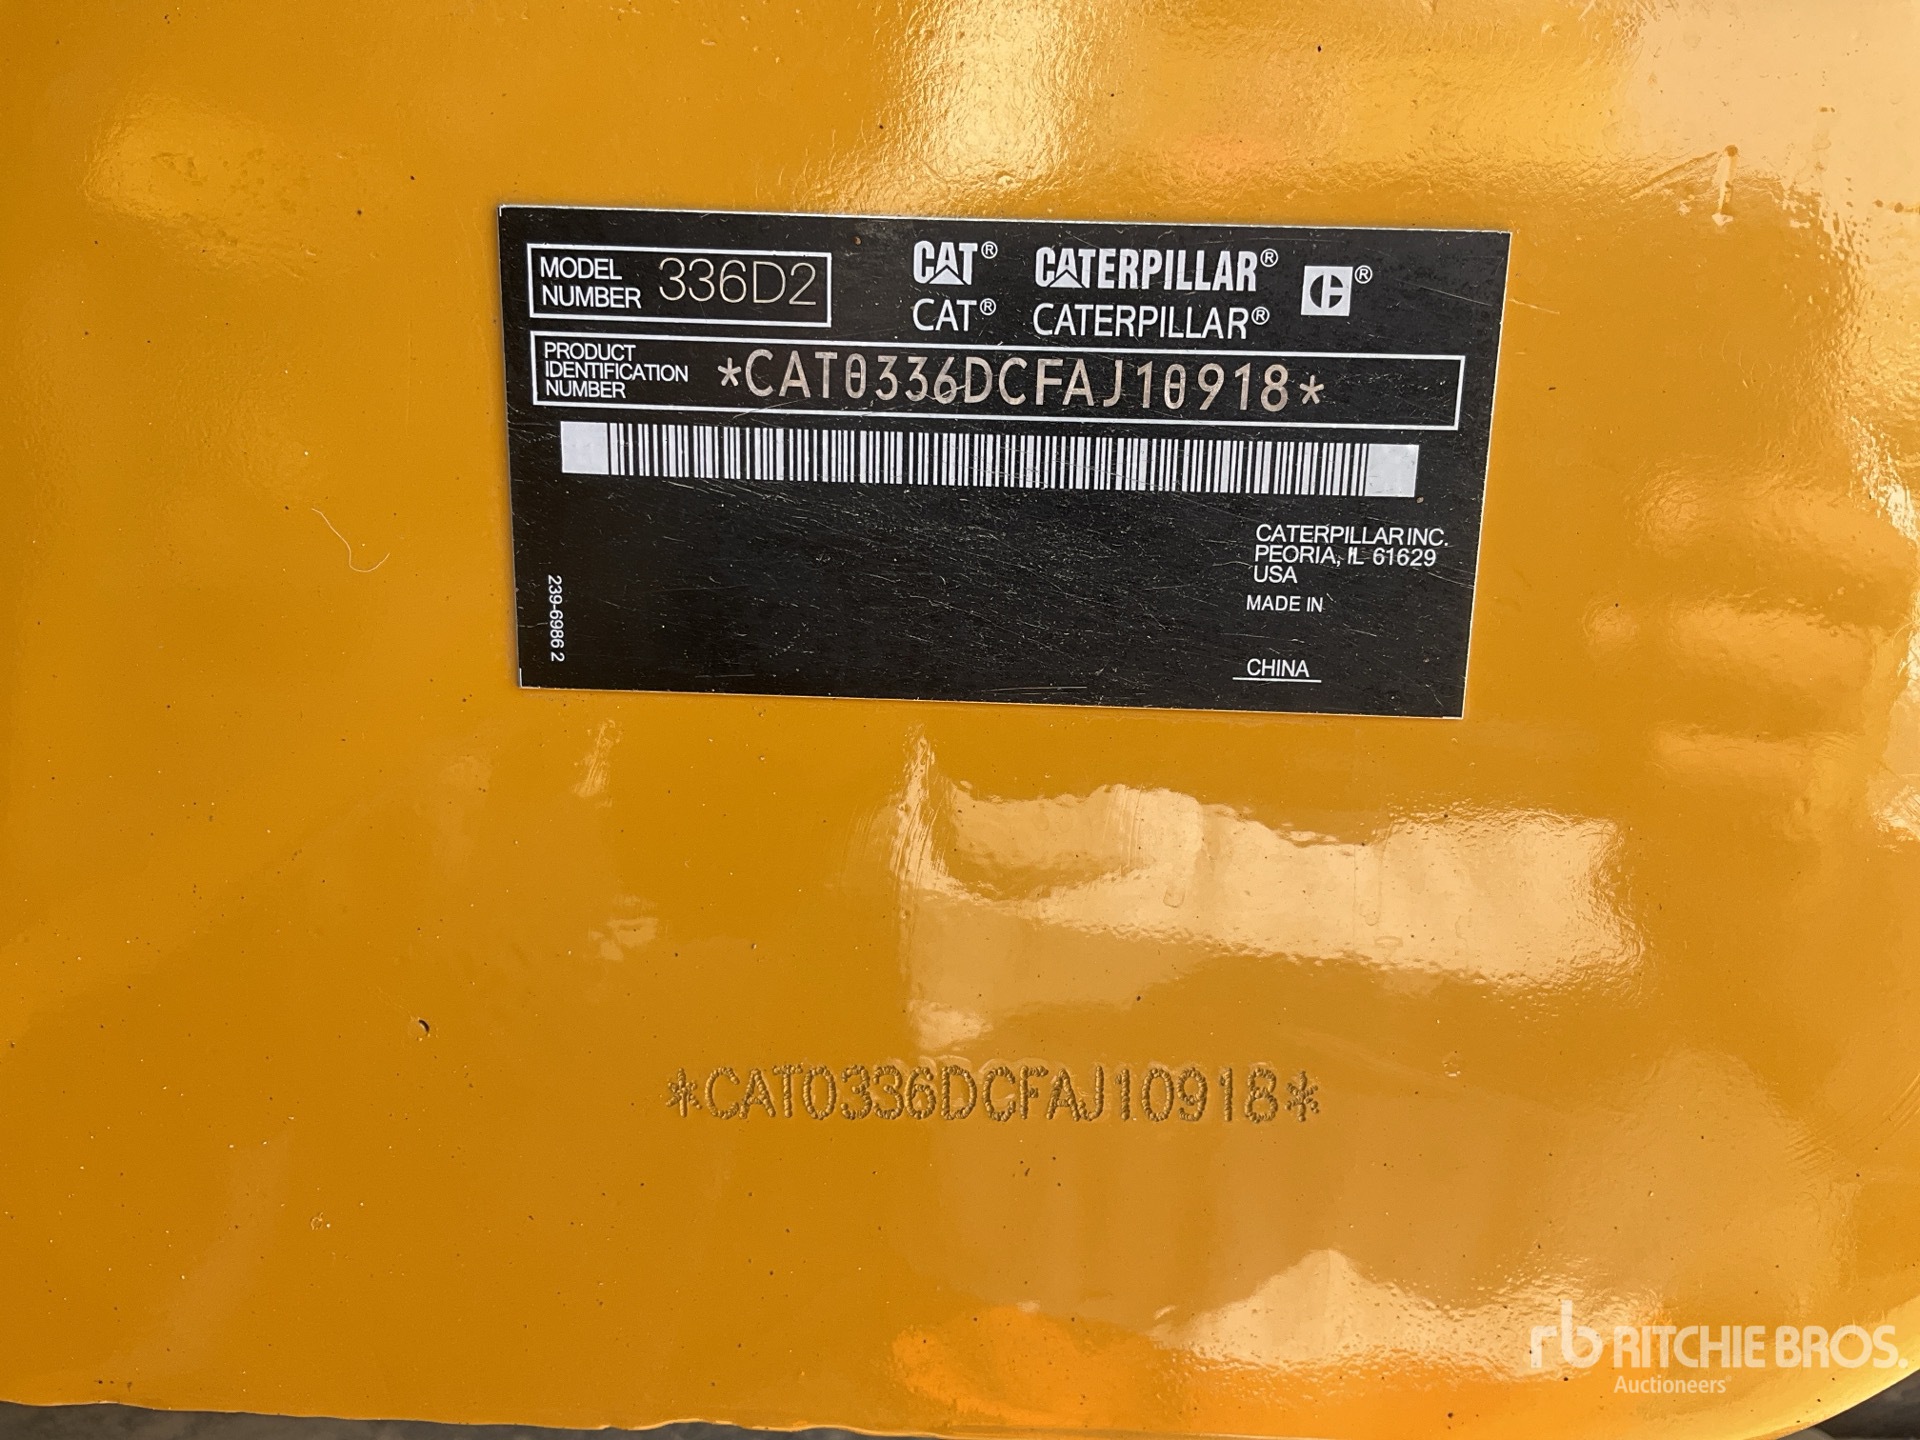 MODEL NUMBER 336D2
CAT® CATERPILLAR® ®
CAT® CATERPILLAR®
PRODUCT
IDENTIFICATION
NUMBER
*CAT0336DCFAJ10918*
CATERPILLAR INC.
PEORIA, IL 61629
USA
MADE IN
CHINA
239-6986 2
*CAT0336DCFAJ10918*
rb RITCHIE BROS.
Auctioneers